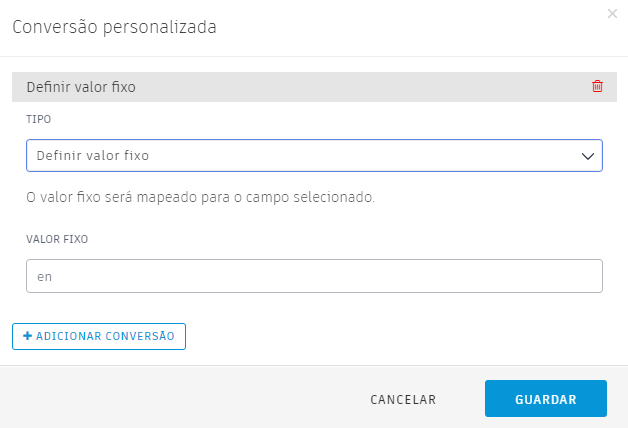 Conversão personalizada
Definir valor fixo
TIPO
Definir valor fixo
O valor fixo será mapeado para o campo selecionado.
VALOR FIXO
en
+ ADICIONAR CONVERSÃO
CANCELAR
GUARDAR